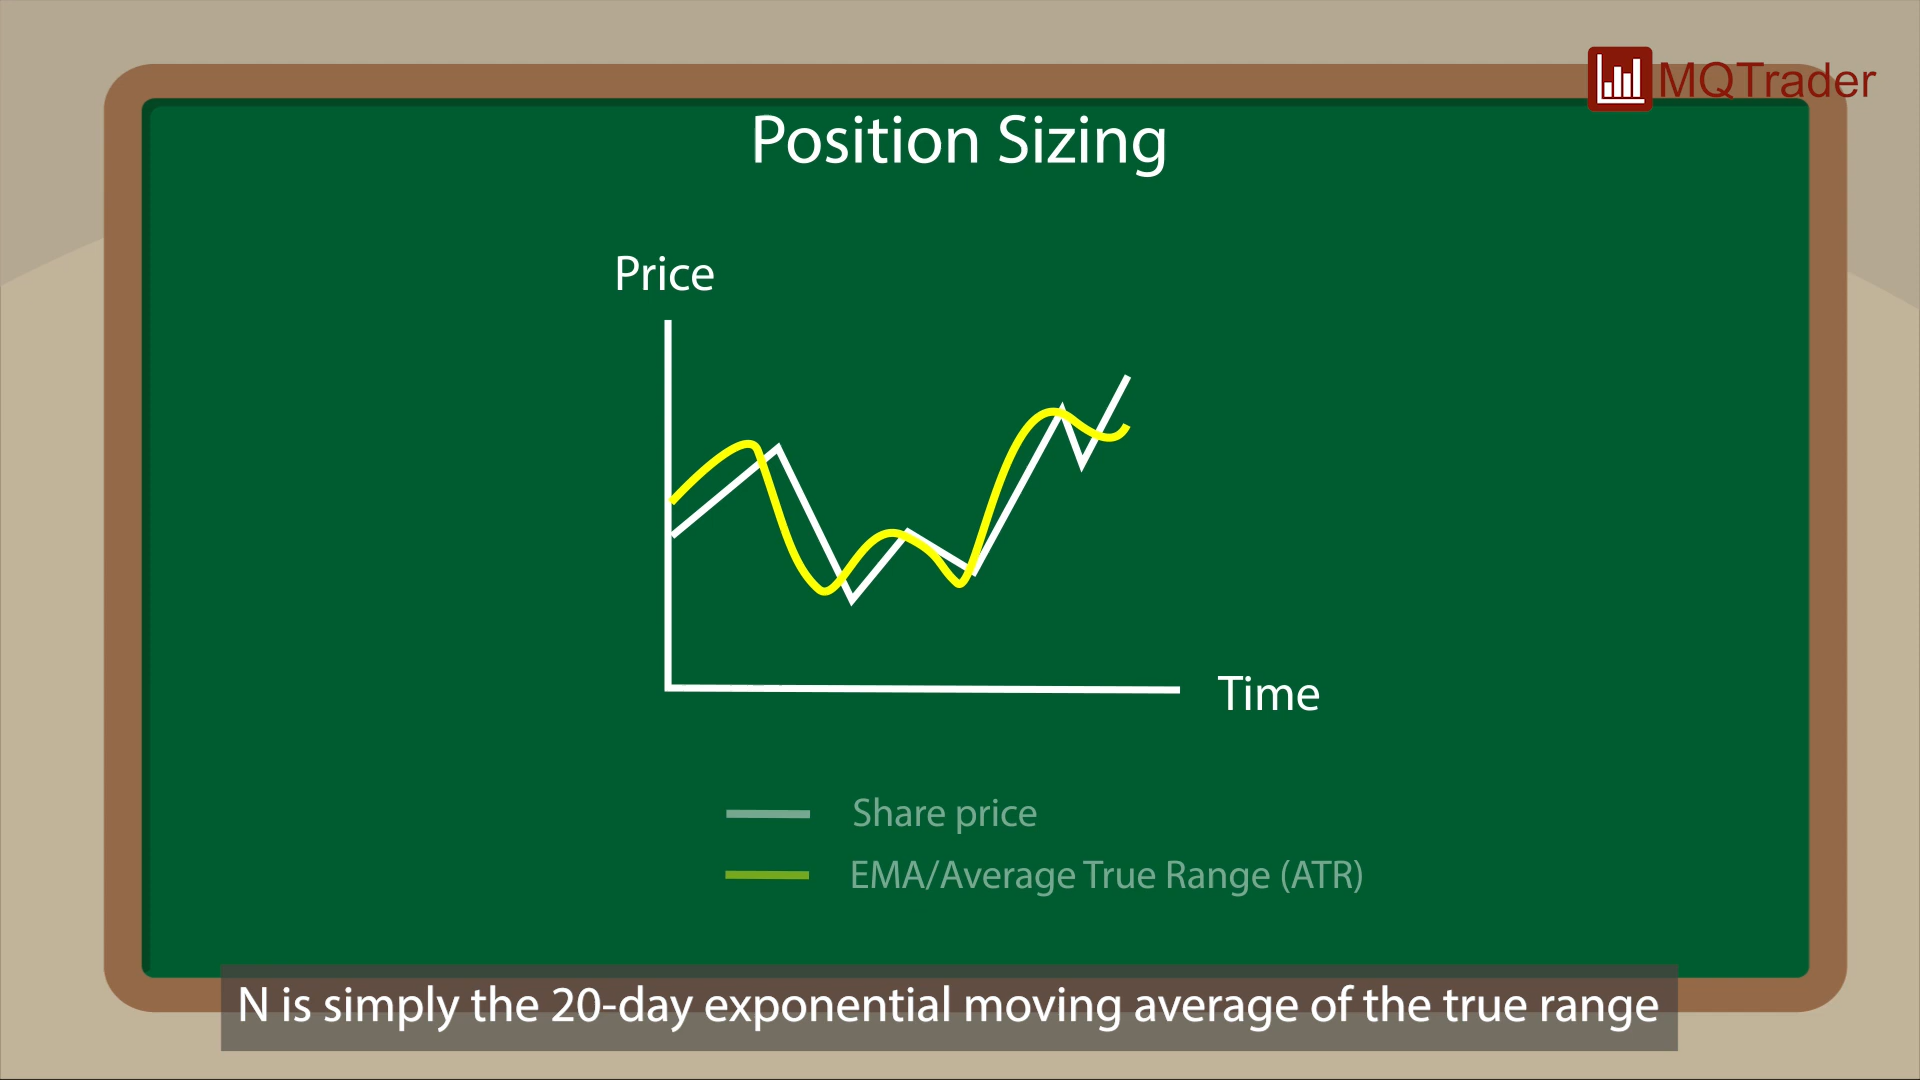 MQTrader
Position Sizing
Price
Time
Share price
EMA/Average True Range (ATR)
N is simply the 20-day exponential moving average of the true range